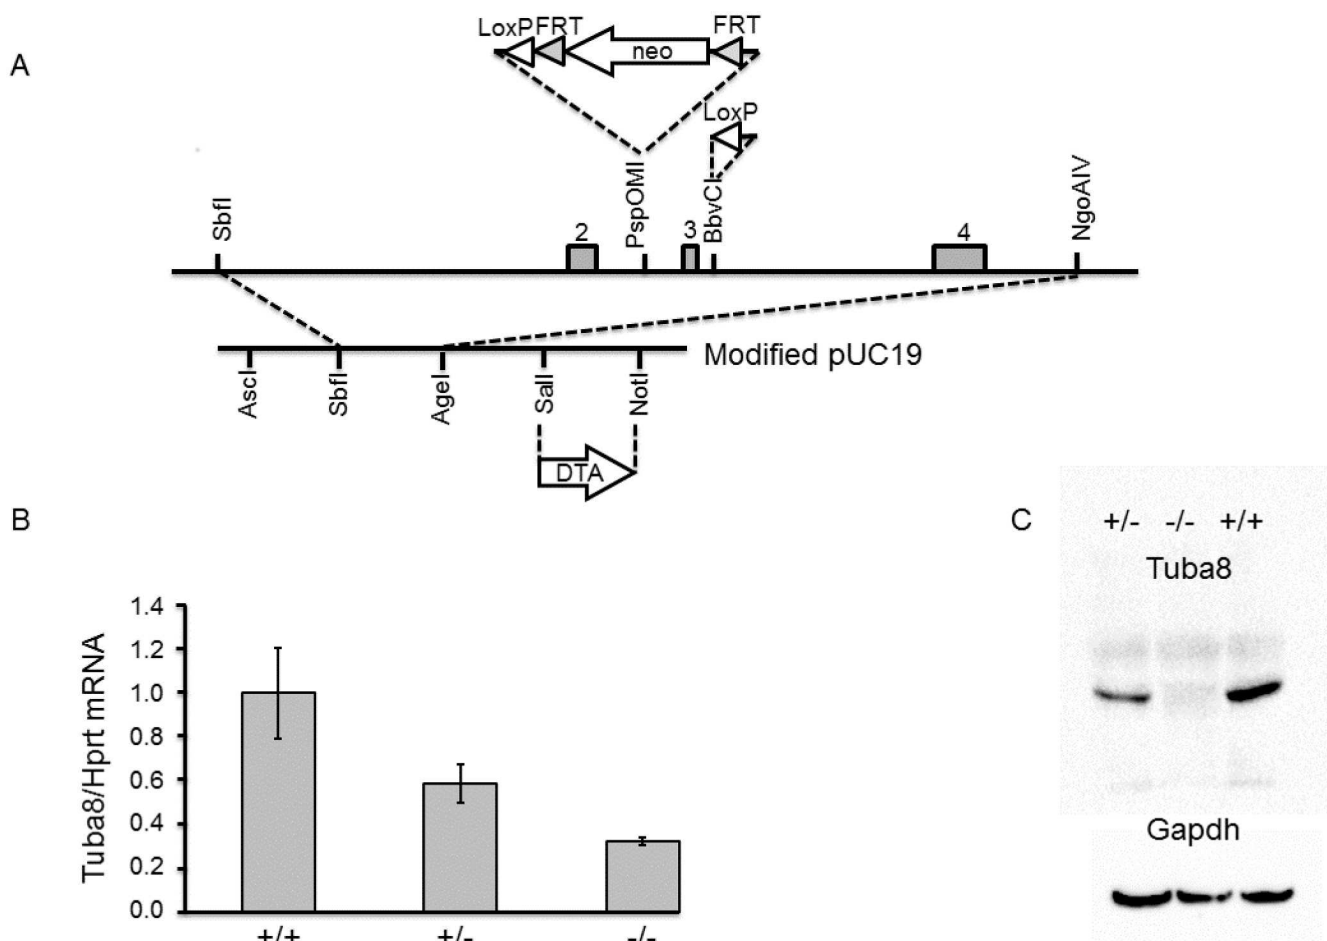 A
LoxP FRT FRT
neo
LoxP
SbfI 2 PspOMI 3 BbvCI 4 NgoAIV
Modified pUC19
AscI SbfI AgeI SalI NotI
DTA
B
Tuba8/Hprt mRNA
1.4
1.2
1.0
0.8
0.6
0.4
0.2
0.0
+/+ +/- -/-
C
+/- -/- +/+
Tuba8
Gapdh